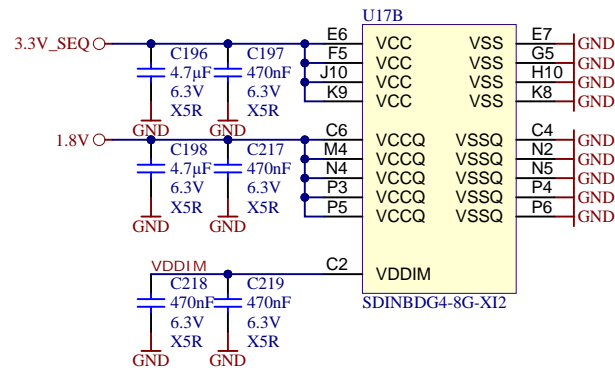 U17B
3.3V_SEQ
C196
4.7µF
6.3V
X5R
GND
C197
470nF
6.3V
X5R
GND
E6 VCC VSS E7 GND
F5 VCC VSS G5 GND
J10 VCC VSS H10 GND
K9 VCC VSS K8 GND
1.8V
C198
4.7µF
6.3V
X5R
GND
C217
470nF
6.3V
X5R
GND
C6 VCCQ VSSQ C4 GND
M4 VCCQ VSSQ N2 GND
N4 VCCQ VSSQ N5 GND
P3 VCCQ VSSQ P4 GND
P5 VCCQ VSSQ P6 GND
VDDIM
C218
470nF
6.3V
X5R
GND
C219
470nF
6.3V
X5R
GND
C2 VDDIM
SDINBDG4-8G-XI2